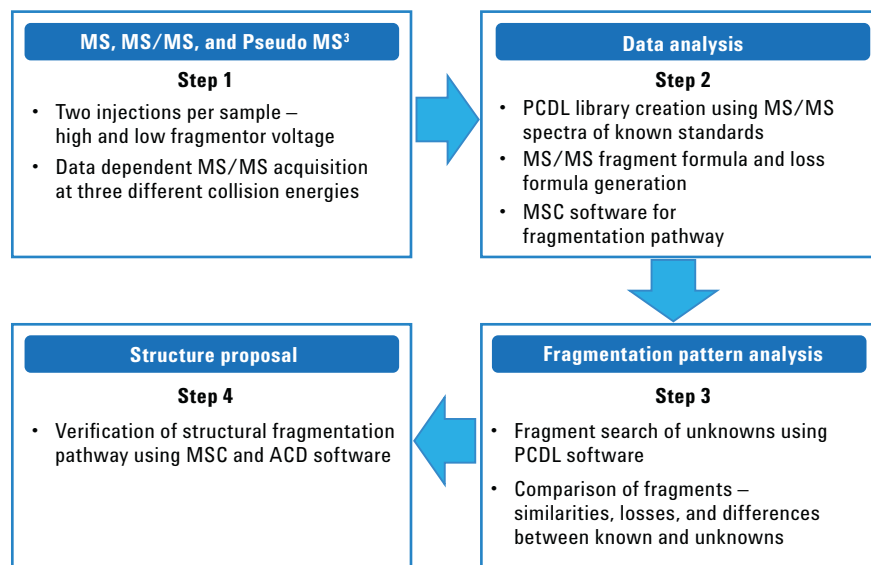 MS, MS/MS, and Pseudo MS³
Step 1
• Two injections per sample –
high and low fragmentor voltage
• Data dependent MS/MS acquisition
at three different collision energies
Data analysis
Step 2
• PCDL library creation using MS/MS
spectra of known standards
• MS/MS fragment formula and loss
formula generation
• MSC software for
fragmentation pathway
Fragmentation pattern analysis
Step 3
• Fragment search of unknowns using
PCDL software
• Comparison of fragments –
similarities, losses, and differences
between known and unknowns
Structure proposal
Step 4
• Verification of structural fragmentation
pathway using MSC and ACD software